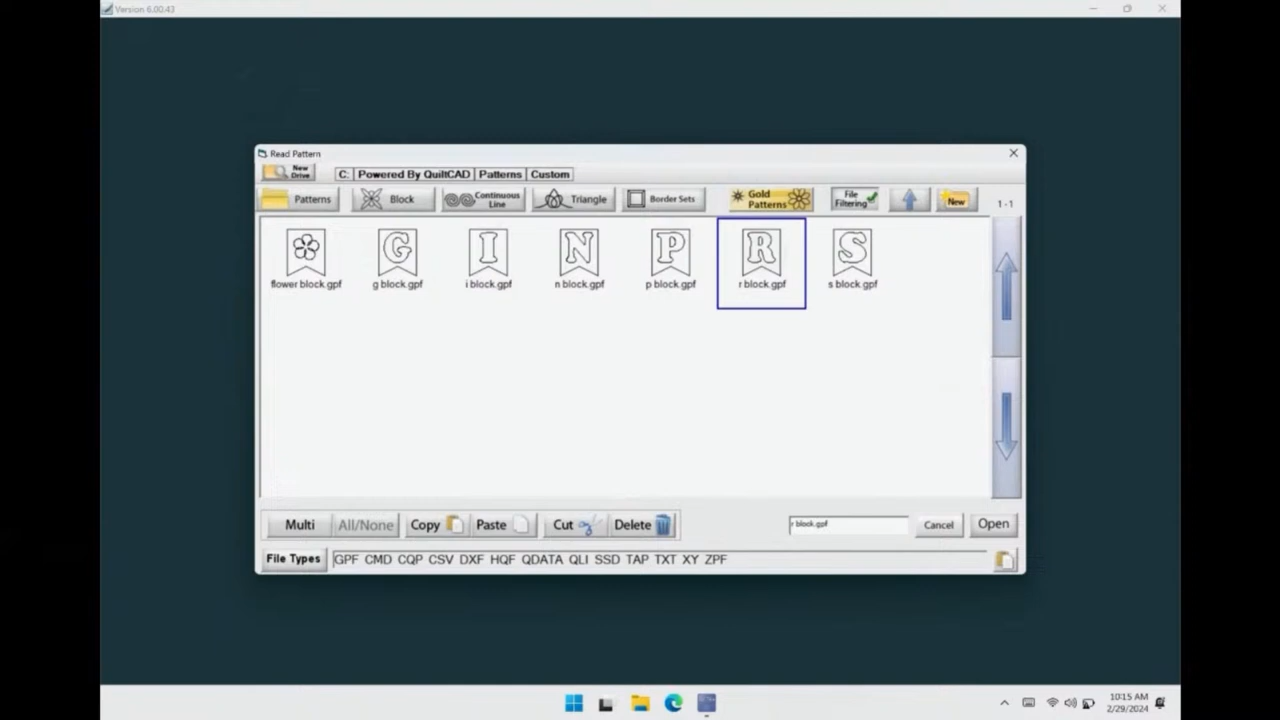 Version 6.00.43
Read Pattern
New Drive C: Powered By QuiltCAD Patterns Custom
Patterns Block Continuous Line Triangle Border Sets Gold Patterns File Filtering New 1 - 1
G I N P R S
flower block.gpf g block.gpf i block.gpf n block.gpf p block.gpf r block.gpf s block.gpf
Multi All/None Copy Paste Cut Delete r block.gpf Cancel Open
File Types GPF CMD CQP CSV DXF HQF QDATA QLI SSD TAP TXT XY ZPF
10:15 AM
2/29/2024